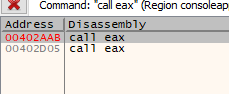 Command: "call eax" (Region consoleap
Address Disassembly
00402AAB call eax
00402D05 call eax